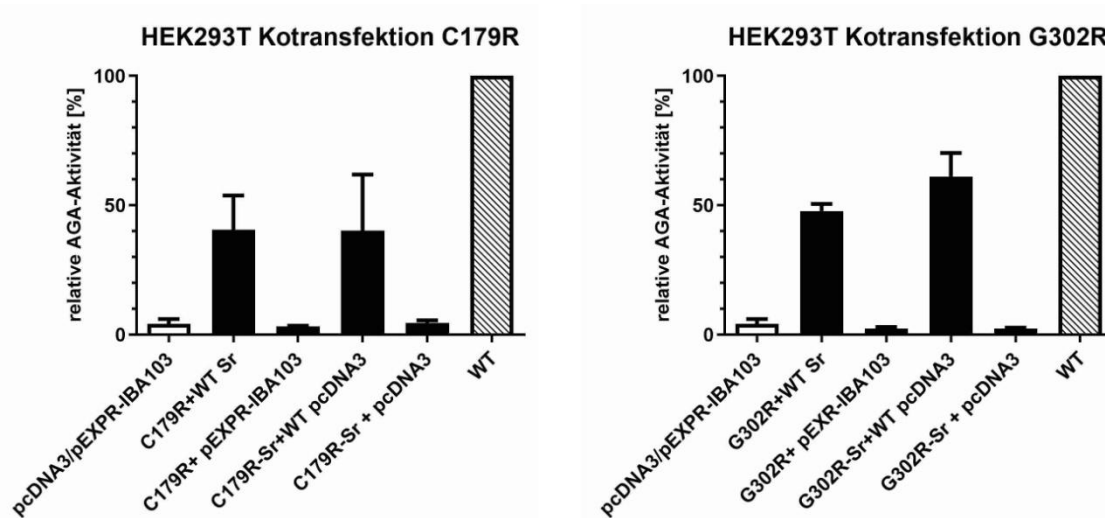 HEK293T Kotransfektion C179R
relative AGA-Aktivität [%]
100
50
0
pcDNA3/pEXPR-IBA103
C179R+WT Sr
C179R+ pEXPR-IBA103
C179R-Sr+WT pcDNA3
C179R-Sr + pcDNA3
WT
HEK293T Kotransfektion G302R
relative AGA-Aktivität [%]
100
50
0
pcDNA3/pEXPR-IBA103
G302R+WT Sr
G302R+ pEXR-IBA103
G302R-Sr+WT pcDNA3
G302R-Sr + pcDNA3
WT